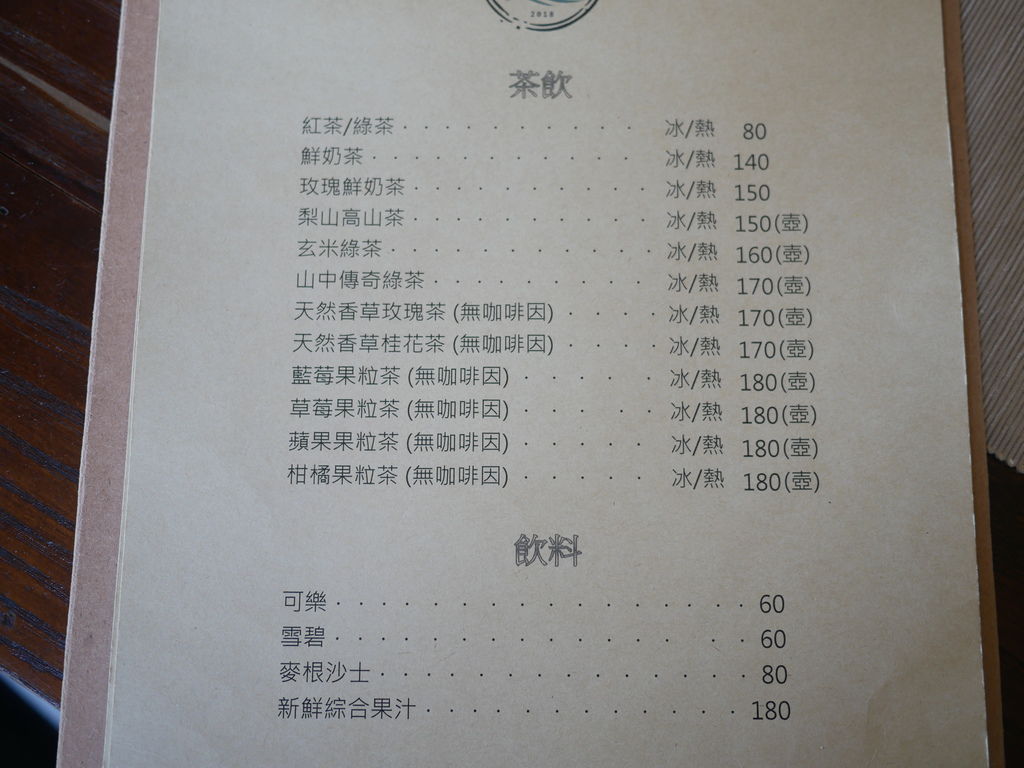 2018
茶飲
紅茶/綠茶 · · · · · · · · · · 冰/熱 80
鮮奶茶 · · · · · · · · · · · 冰/熱 140
玫瑰鮮奶茶 · · · · · · · · · · 冰/熱 150
梨山高山茶 · · · · · · · · · · 冰/熱 150(壺)
玄米綠茶 · · · · · · · · · · 冰/熱 160(壺)
山中傳奇綠茶 · · · · · · · · · 冰/熱 170(壺)
天然香草玫瑰茶 (無咖啡因) · · · · 冰/熱 170(壺)
天然香草桂花茶 (無咖啡因) · · · · 冰/熱 170(壺)
藍莓果粒茶 (無咖啡因) · · · · · 冰/熱 180(壺)
草莓果粒茶 (無咖啡因) · · · · · 冰/熱 180(壺)
蘋果果粒茶 (無咖啡因) · · · · · 冰/熱 180(壺)
柑橘果粒茶 (無咖啡因) · · · · · 冰/熱 180(壺)
飲料
可樂 · · · · · · · · · · · · · · · · · 60
雪碧 · · · · · · · · · · · · · · · · · 60
麥根沙士 · · · · · · · · · · · · · · · 80
新鮮綜合果汁 · · · · · · · · · · · · · 180